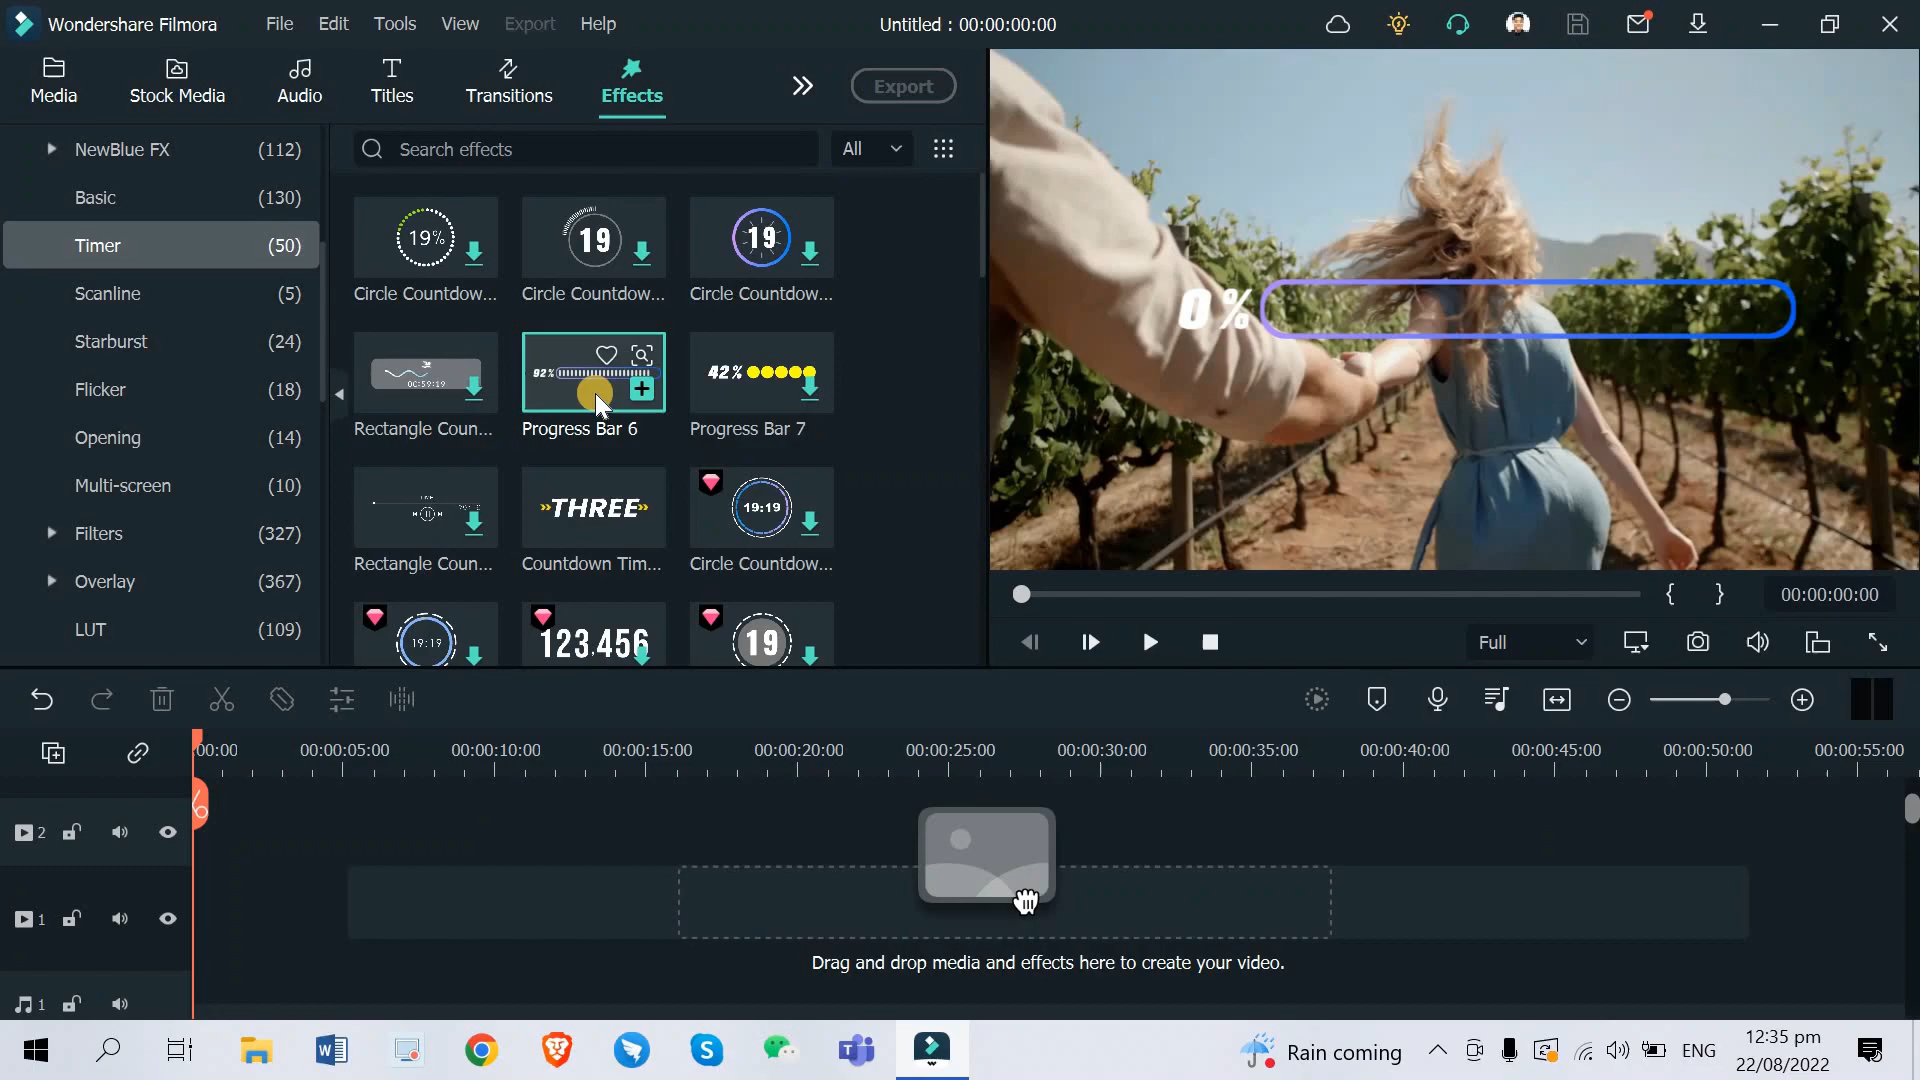 Wondershare Filmora
File Edit Tools View Export Help
Untitled : 00:00:00:00
Media Stock Media Audio Titles Transitions Effects
Export
NewBlue FX (112)
Basic (130)
Timer (50)
Scanline (5)
Starburst (24)
Flicker (18)
Opening (14)
Multi-screen (10)
Filters (327)
Overlay (367)
LUT (109)
Search effects
All
19%
19
19
Circle Countdow...
Circle Countdow...
Circle Countdow...
00:59:19
92%
42%
Rectangle Coun...
Progress Bar 6
Progress Bar 7
»THREE»
19:19
Rectangle Coun...
Countdown Tim...
Circle Countdow...
19:19
123,456
19
0%
00:00:00:00
Full
00:00 00:00:05:00 00:00:10:00 00:00:15:00 00:00:20:00 00:00:25:00 00:00:30:00 00:00:35:00 00:00:40:00 00:00:45:00 00:00:50:00 00:00:55:00
2
1
Drag and drop media and effects here to create your video.
1
Rain coming
ENG
12:35 pm
22/08/2022